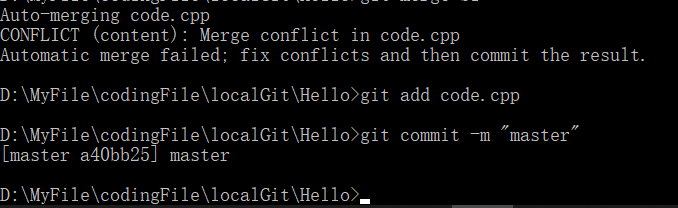 Auto-merging code.cpp
CONFLICT (content): Merge conflict in code.cpp
Automatic merge failed; fix conflicts and then commit the result.
D:\MyFile\codingFile\localGit\Hello>git add code.cpp
D:\MyFile\codingFile\localGit\Hello>git commit -m "master"
[master a40bb25] master
D:\MyFile\codingFile\localGit\Hello>